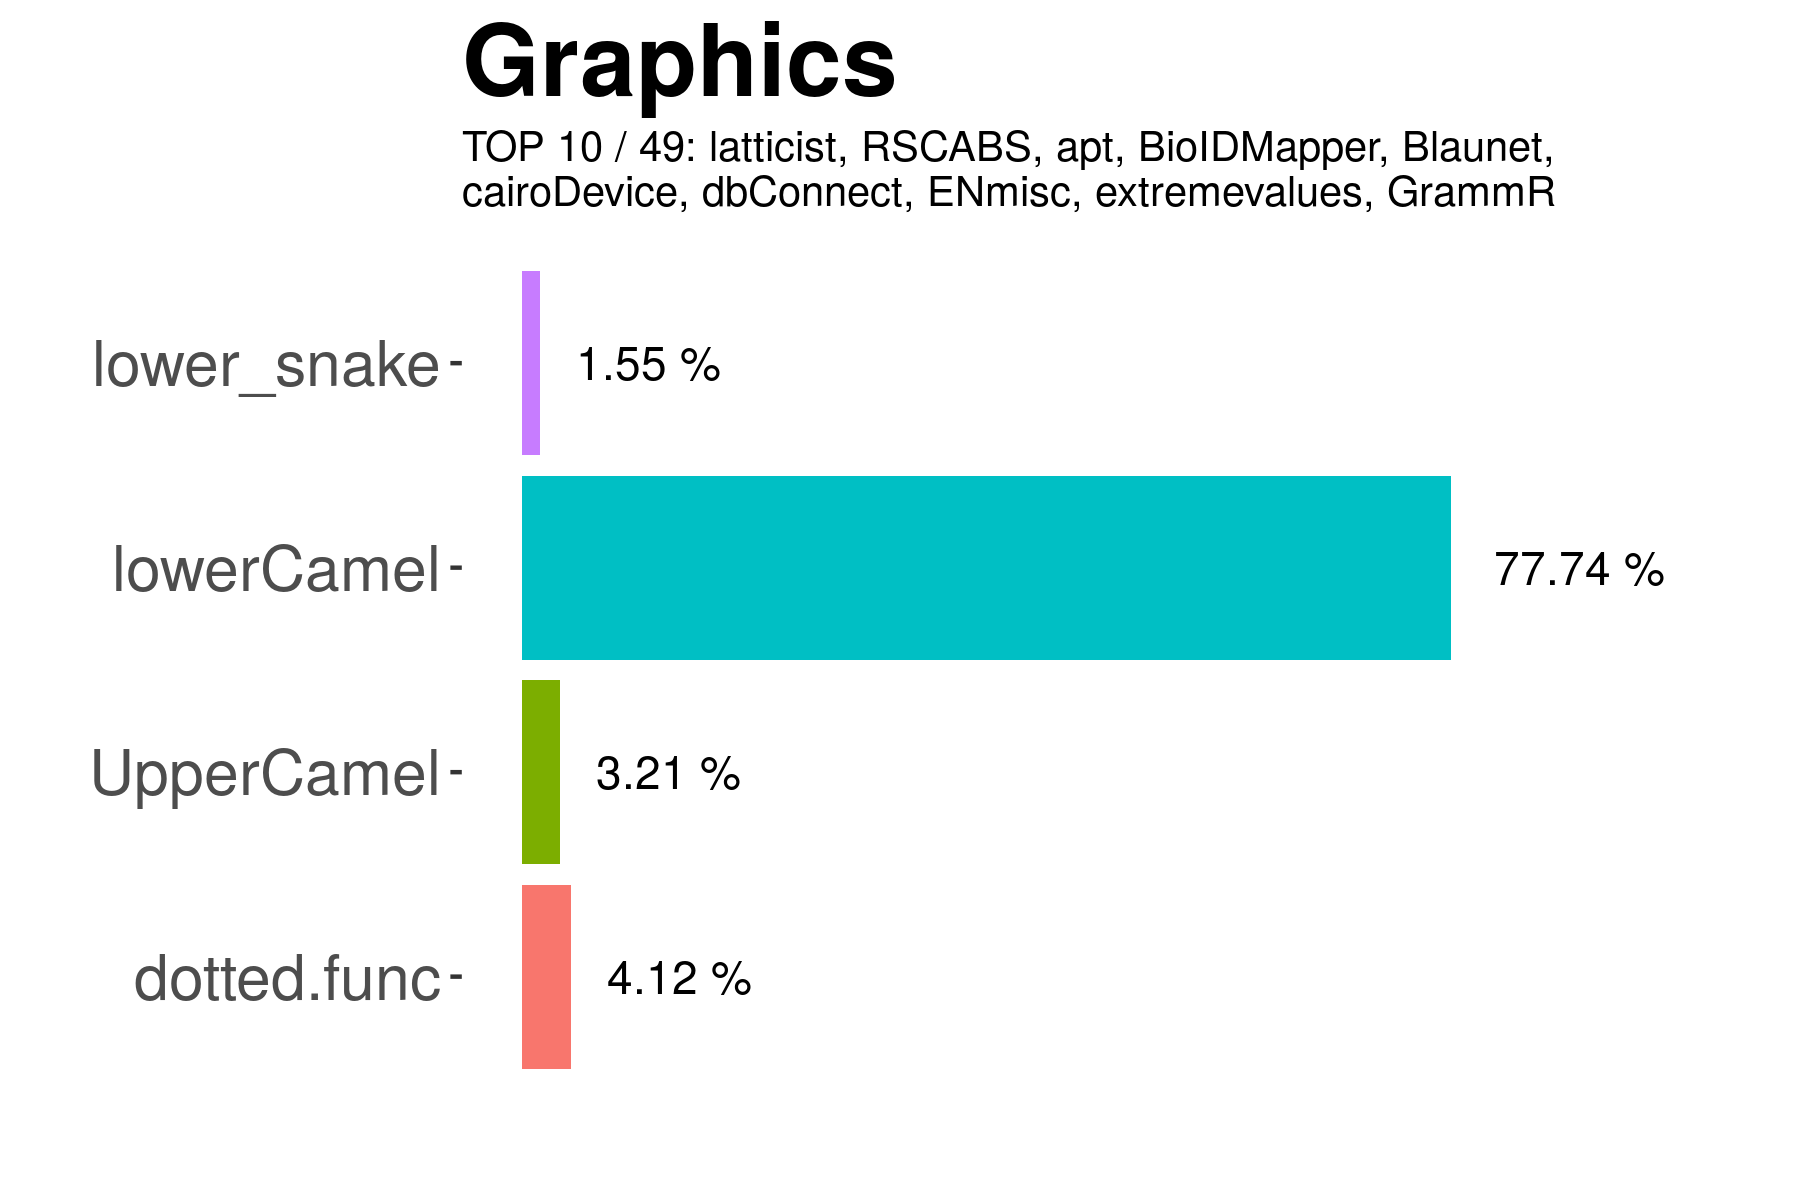 Graphics
TOP 10 / 49: latticist, RSCABS, apt, BioIDMapper, Blaunet,
cairoDevice, dbConnect, ENmisc, extremevalues, GrammR
lower_snake
1.55 %
lowerCamel
77.74 %
UpperCamel
3.21 %
dotted.func
4.12 %